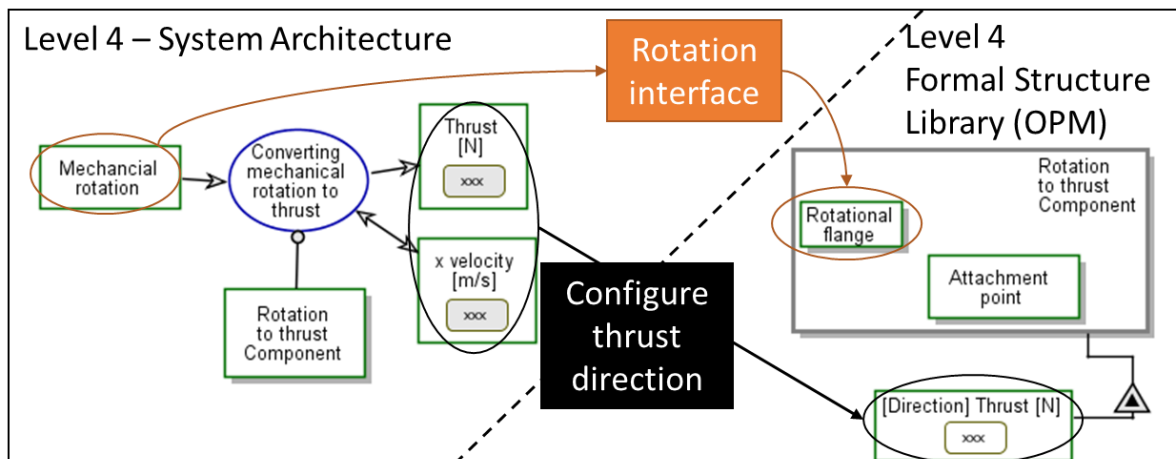 Level 4 – System Architecture
Rotation
interface
Level 4
Formal Structure
Library (OPM)
Mechancial
rotation
Converting
mechanical
rotation to
thrust
Thrust
[N]
xxx
x velocity
[m/s]
xxx
Rotation
to thrust
Component
Configure
thrust
direction
Rotation
to thrust
Component
Rotational
flange
Attachment
point
[Direction] Thrust [N]
xxx